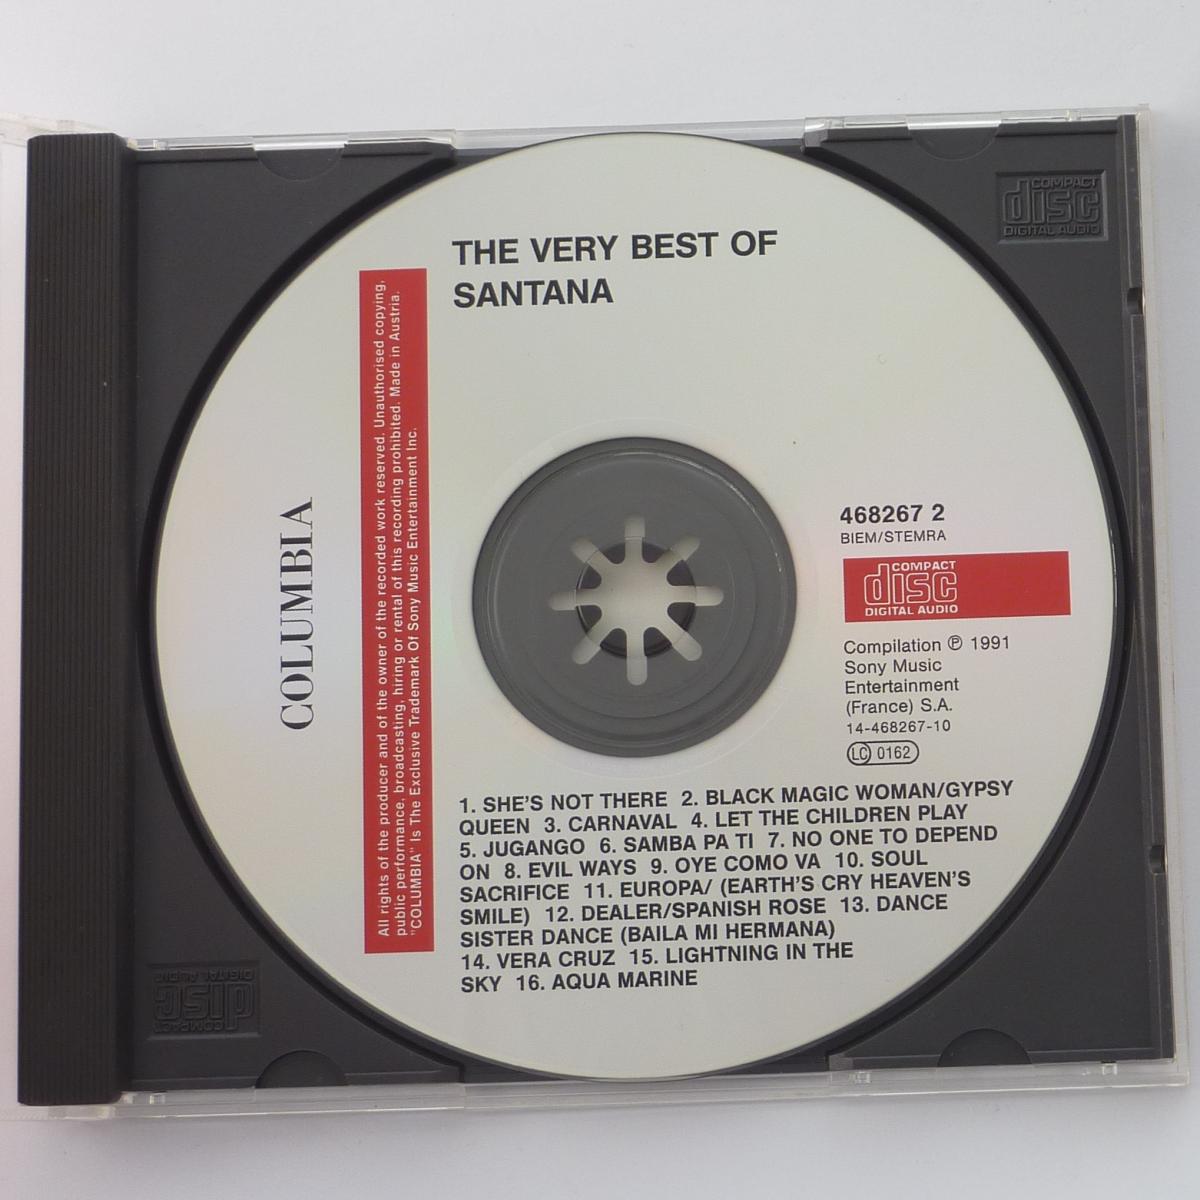 THE VERY BEST OF
SANTANA
COMPACT
disc
DIGITAL AUDIO
All rights of the producer and of the owner of the recorded work reserved. Unauthorised copying,
public performance, broadcasting, hiring or rental of this recording prohibited. Made in Austria.
"COLUMBIA" Is The Exclusive Trademark Of Sony Music Entertainment Inc.
COLUMBIA
468267 2
BIEM/STEMRA
COMPACT
disc
DIGITAL AUDIO
Compilation ℗ 1991
Sony Music
Entertainment
(France) S.A.
14-468267-10
LC 0162
1. SHE'S NOT THERE 2. BLACK MAGIC WOMAN/GYPSY
QUEEN 3. CARNAVAL 4. LET THE CHILDREN PLAY
5. JUGANGO 6. SAMBA PA TI 7. NO ONE TO DEPEND
ON 8. EVIL WAYS 9. OYE COMO VA 10. SOUL
SACRIFICE 11. EUROPA/ (EARTH'S CRY HEAVEN'S
SMILE) 12. DEALER/SPANISH ROSE 13. DANCE
SISTER DANCE (BAILA MI HERMANA)
14. VERA CRUZ 15. LIGHTNING IN THE
SKY 16. AQUA MARINE
COMPACT
disc
DIGITAL AUDIO